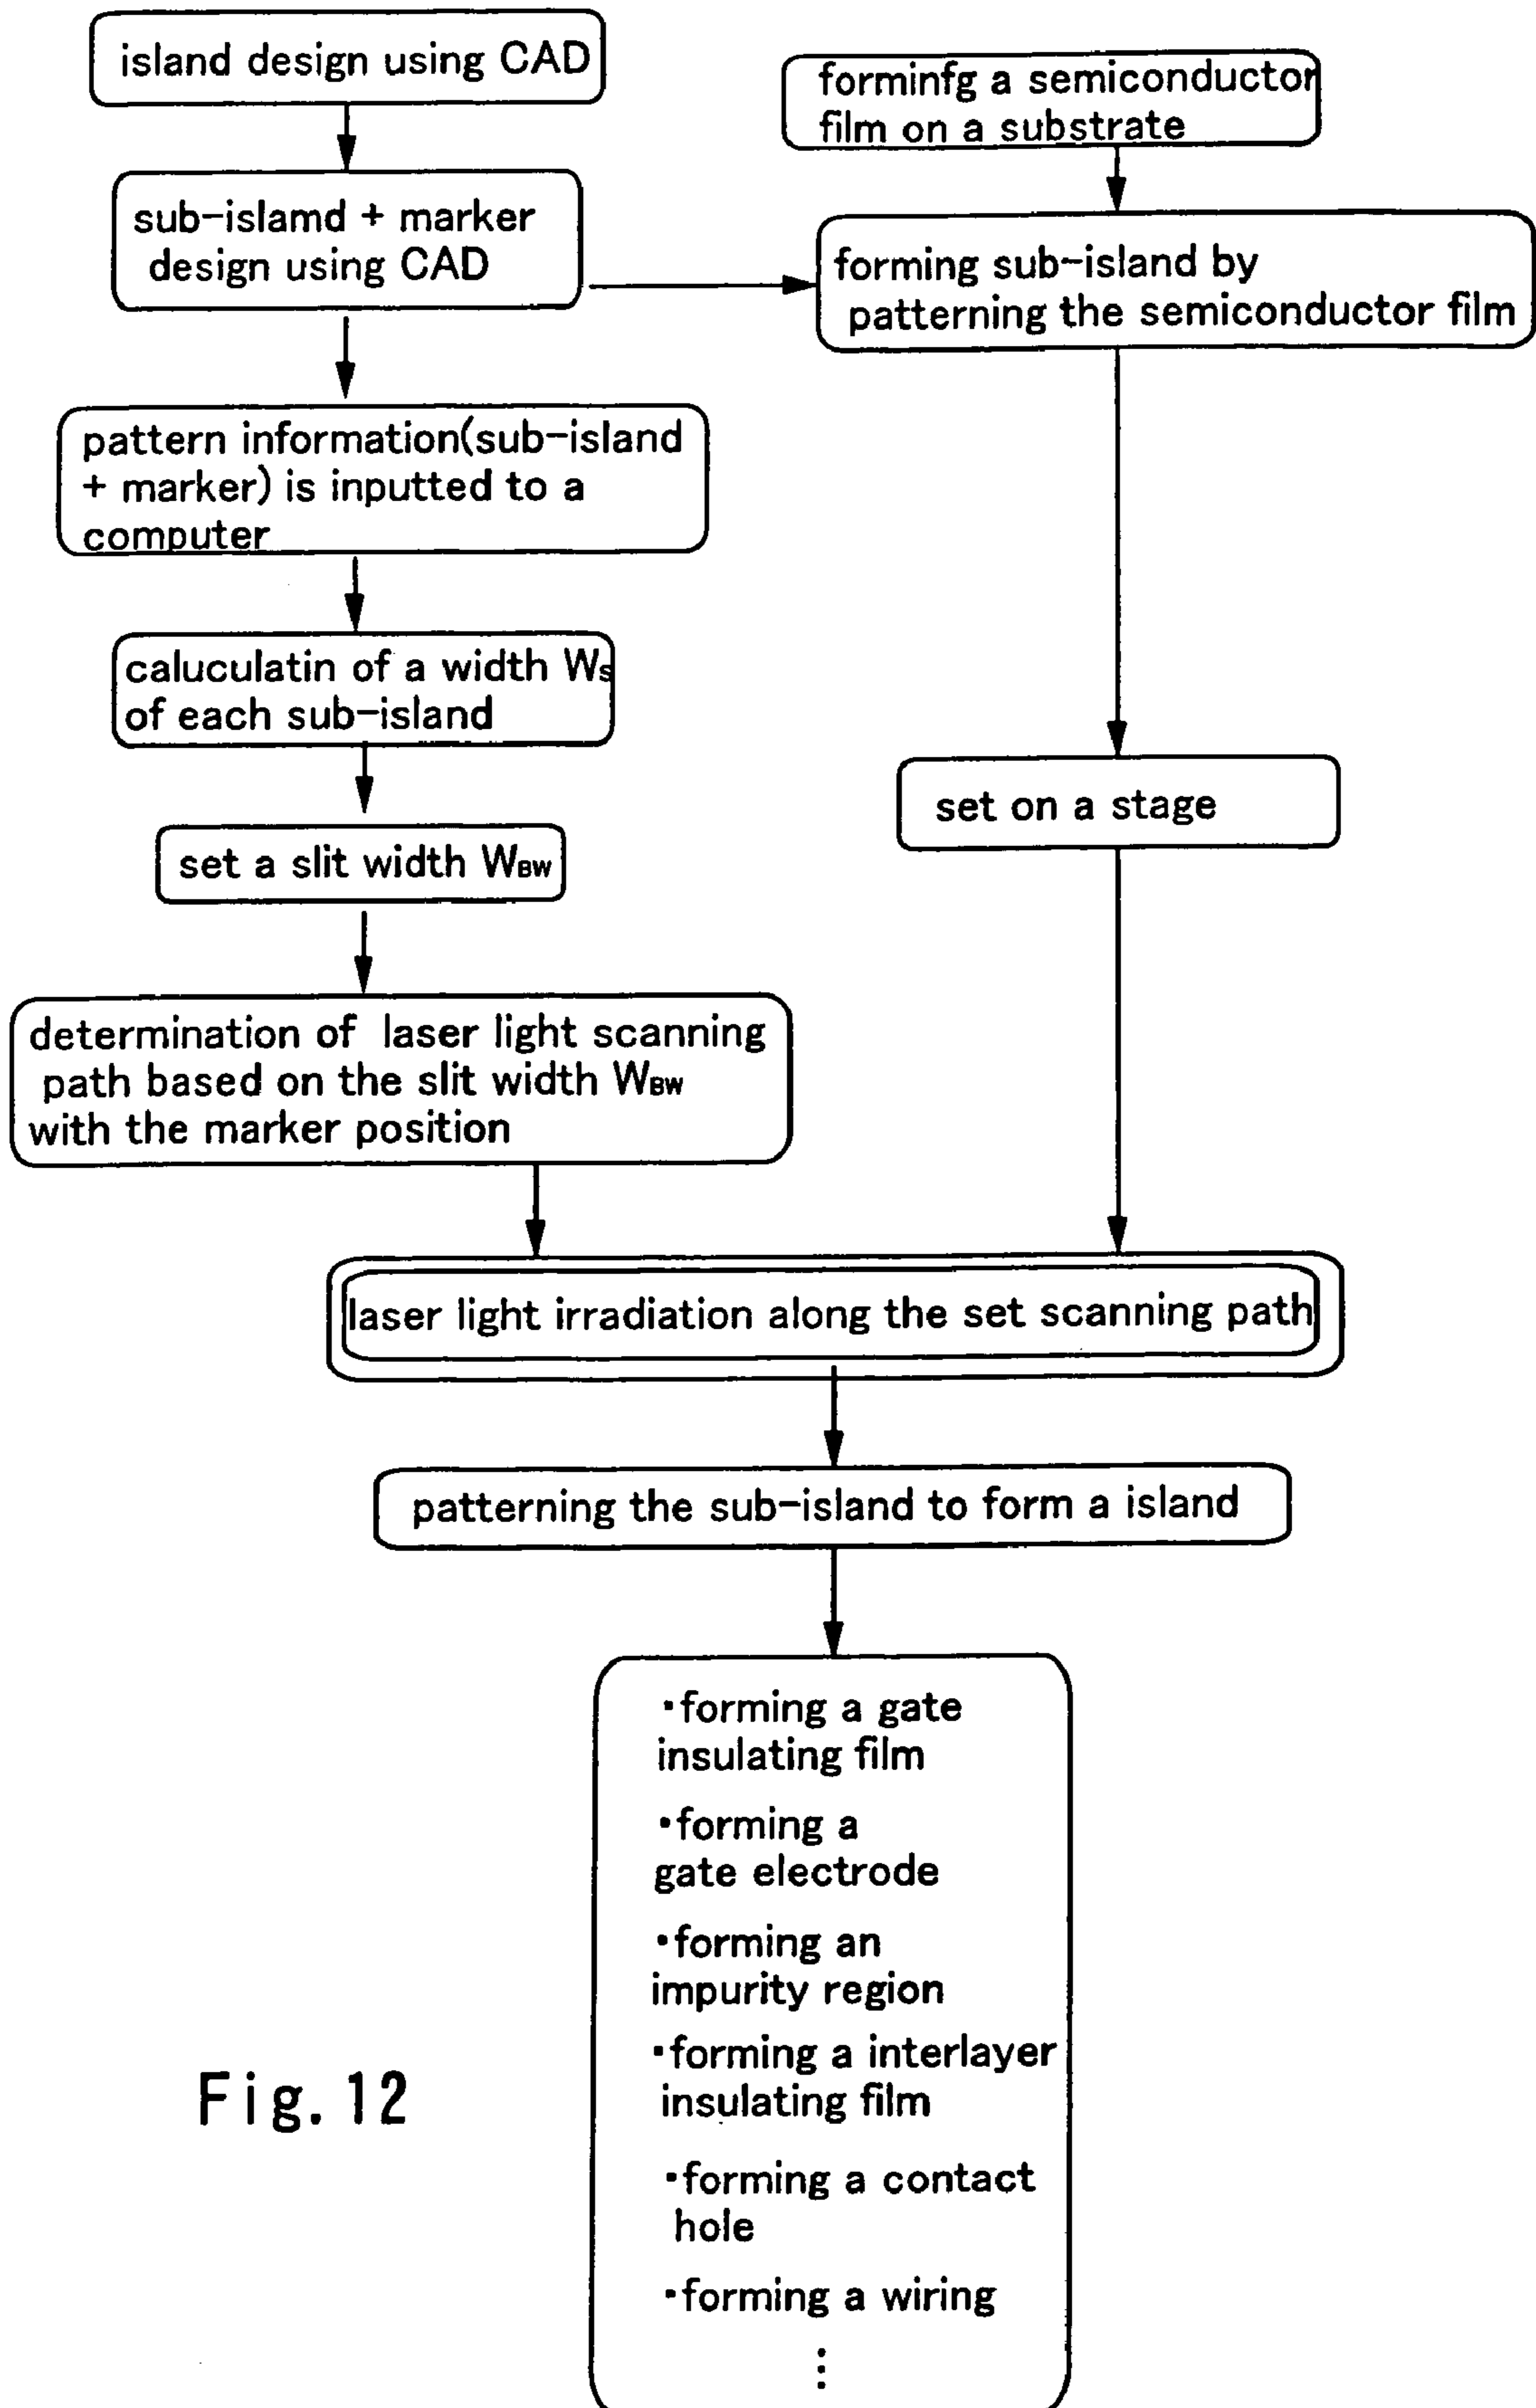 island design using CAD
forminfg a semiconductor
film on a substrate
sub-islamd + marker
design using CAD
forming sub-island by
patterning the semiconductor film
pattern information(sub-island
+ marker) is inputted to a
computer
caluculatin of a width Ws
of each sub-island
set on a stage
set a slit width WBW
determination of laser light scanning
path based on the slit width WBW
with the marker position
laser light irradiation along the set scanning path
patterning the sub-island to form a island
·forming a gate
insulating film
·forming a
gate electrode
·forming an
impurity region
·forming a interlayer
insulating film
·forming a contact
hole
·forming a wiring
⋮
Fig. 12